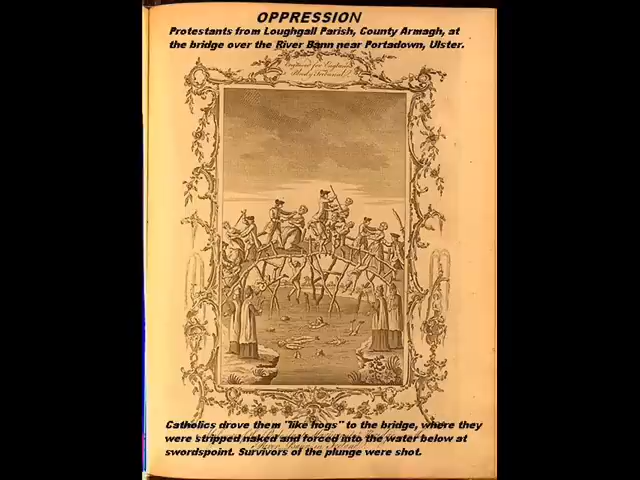 OPPRESSION
Protestants from Loughgall Parish, County Armagh, at
the bridge over the River Bann near Portadown, Ulster.
Engraved for
Catholics drove them "like hogs" to the bridge, where they
were stripped naked and forced into the water below at
swordspoint. Survivors of the plunge were shot.